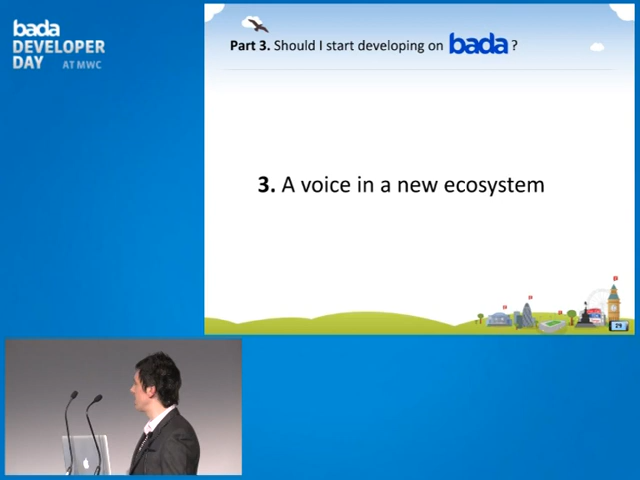 bada
DEVELOPER
DAY AT MWC
Part 3. Should I start developing on bada ?
3. A voice in a new ecosystem
29